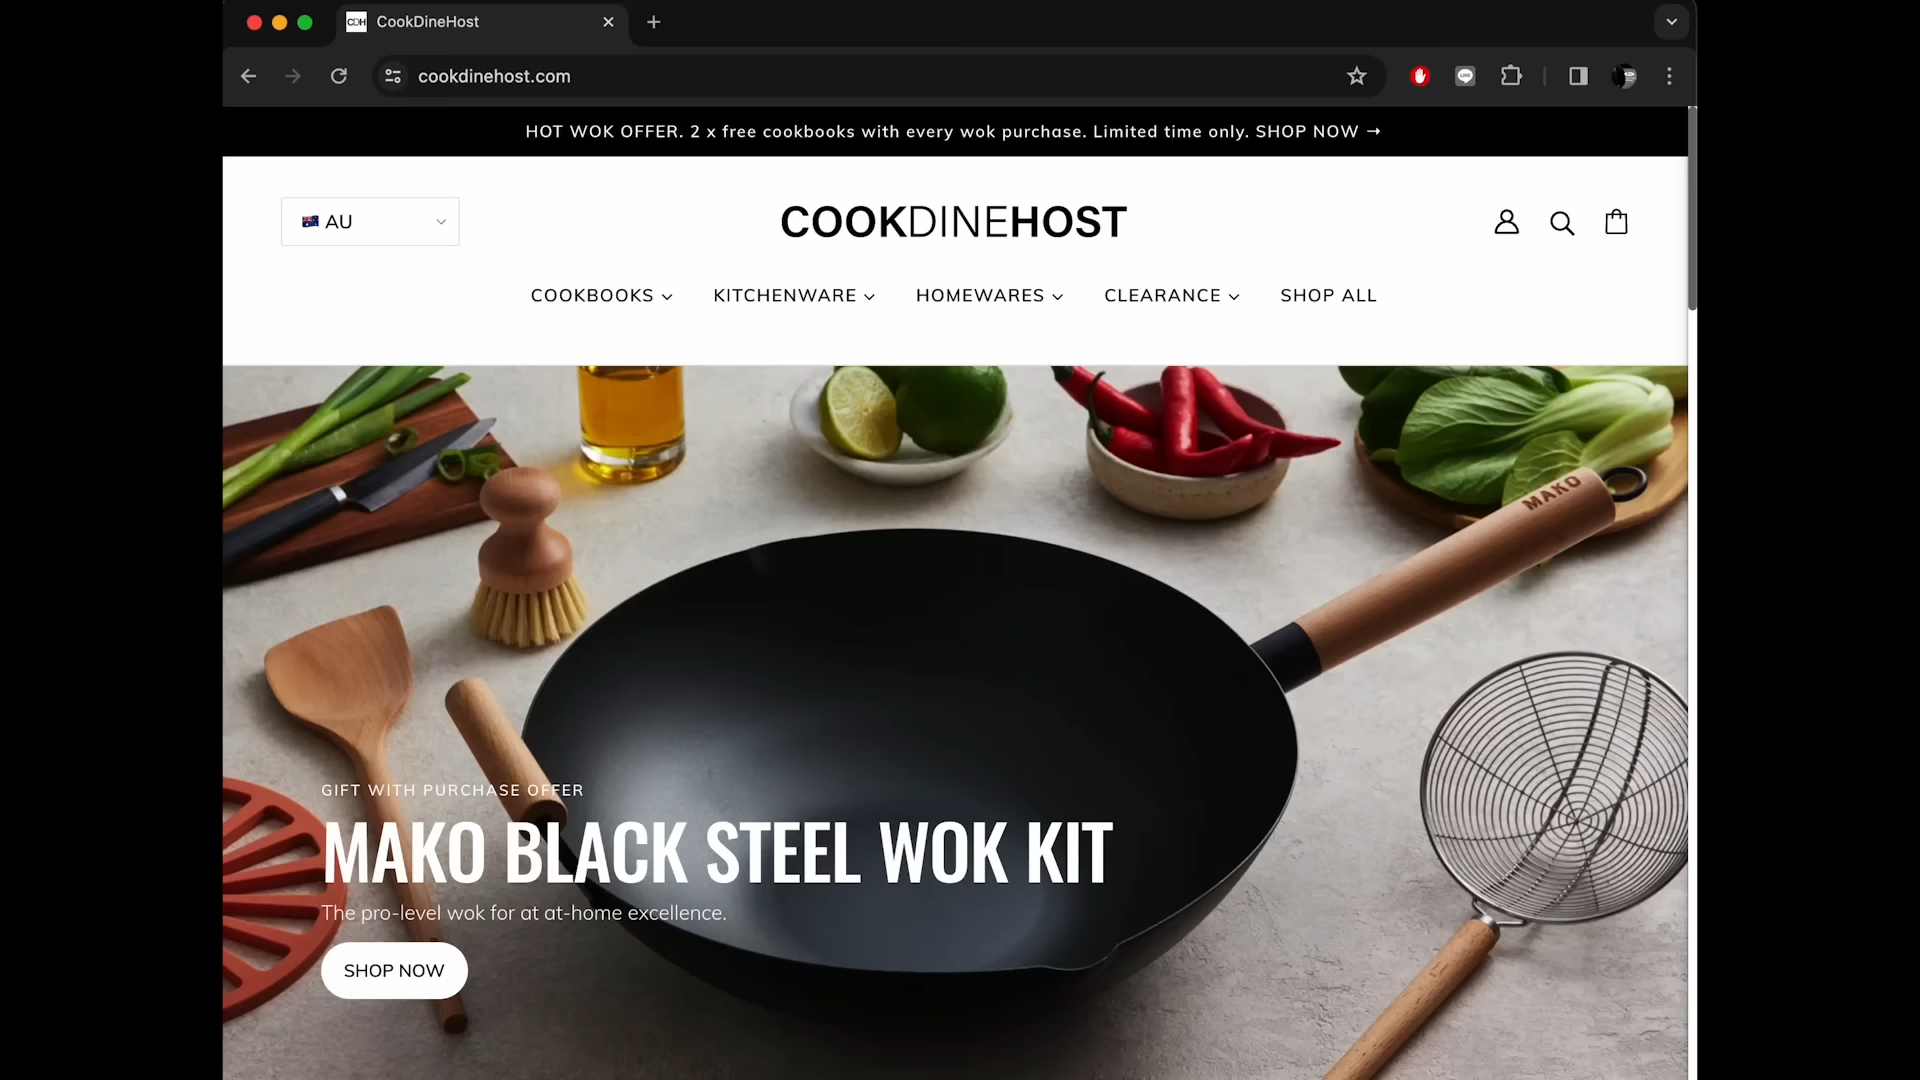 CDH CookDineHost
cookdinehost.com
HOT WOK OFFER. 2 x free cookbooks with every wok purchase. Limited time only. SHOP NOW →
AU
COOKDINEHOST
COOKBOOKS
KITCHENWARE
HOMEWARES
CLEARANCE
SHOP ALL
MAKO
GIFT WITH PURCHASE OFFER
MAKO BLACK STEEL WOK KIT
The pro-level wok for at at-home excellence.
SHOP NOW